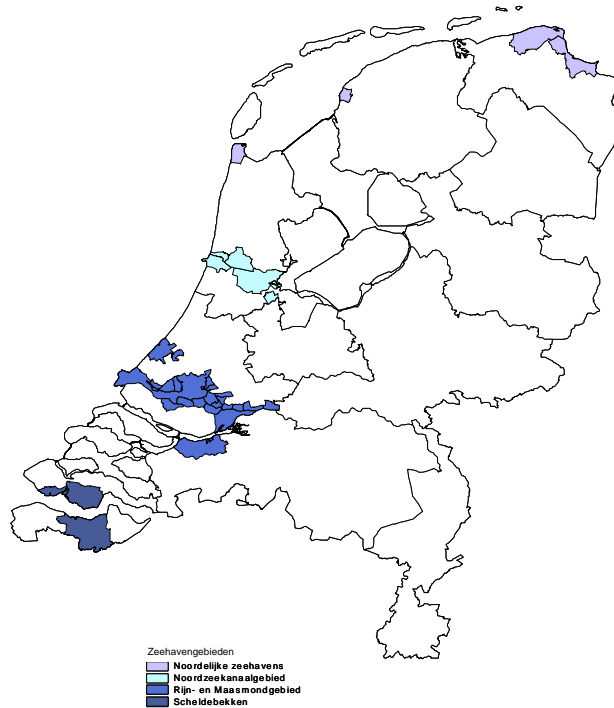 Zeehavengebieden
Noordelijke zeehavens
Noordzeekanaalgebied
Rijn- en Maasmondgebied
Scheldebekken